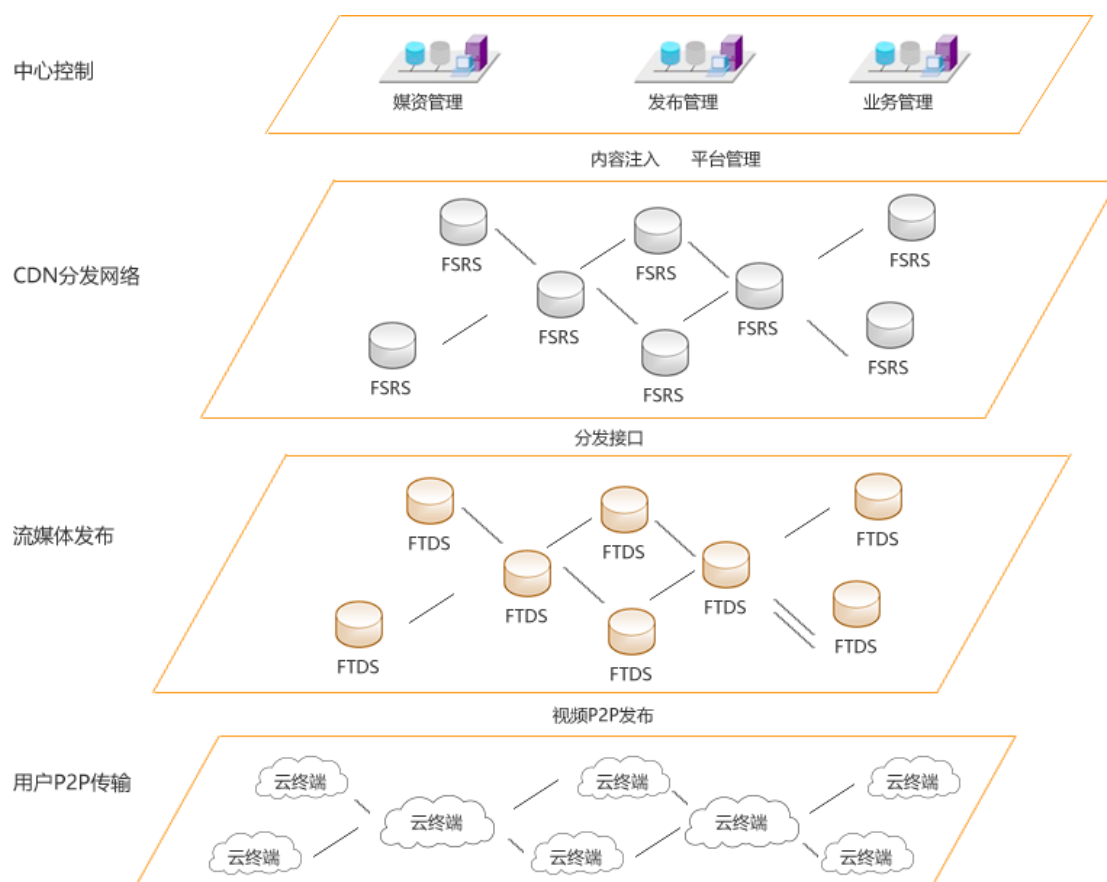 中心控制
媒资管理
发布管理
业务管理
内容注入 平台管理
CDN分发网络
FSRS
FSRS
FSRS
FSRS
FSRS
FSRS
FSRS
FSRS
分发接口
流媒体发布
FTDS
FTDS
FTDS
FTDS
FTDS
FTDS
FTDS
FTDS
视频P2P发布
用户P2P传输
云终端
云终端
云终端
云终端
云终端
云终端
云终端
云终端